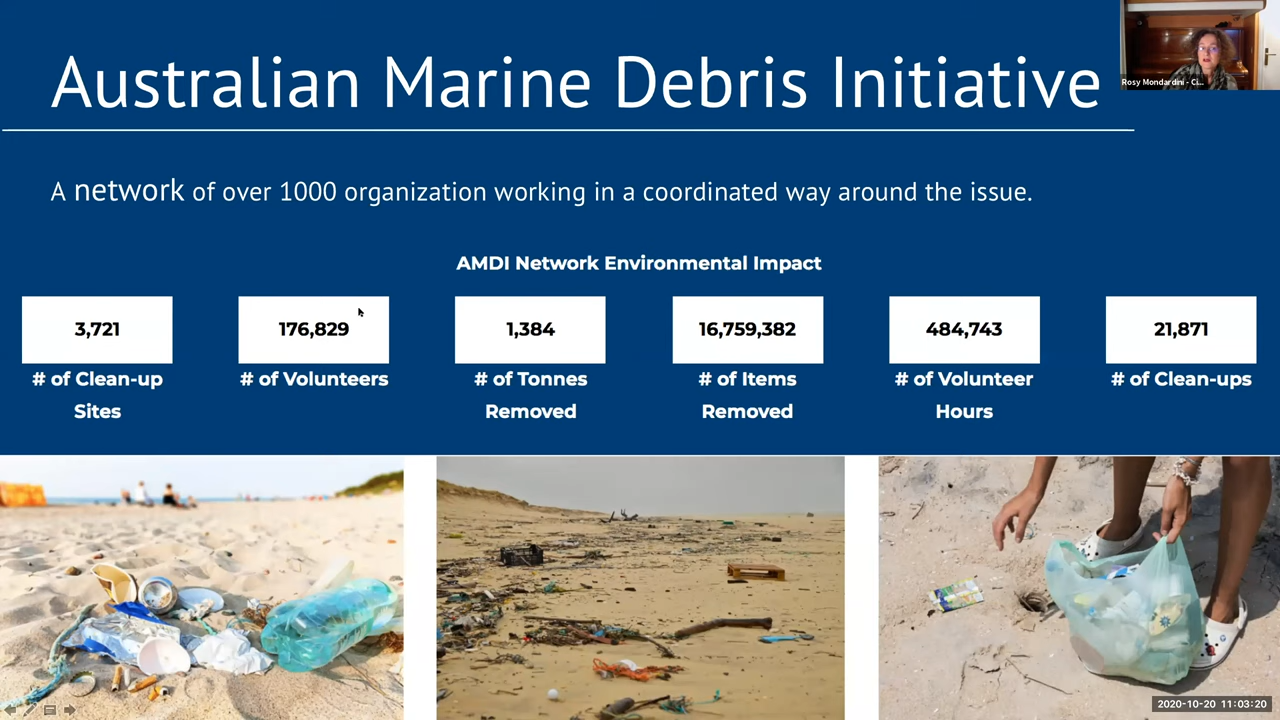 Australian Marine Debris Initiative
Rosy Mondardini - Ci...
A network of over 1000 organization working in a coordinated way around the issue.
AMDI Network Environmental Impact
3,721
176,829
1,384
16,759,382
484,743
21,871
# of Clean-up
Sites
# of Volunteers
# of Tonnes
Removed
# of Items
Removed
# of Volunteer
Hours
# of Clean-ups
2020-10-20 11:03:20